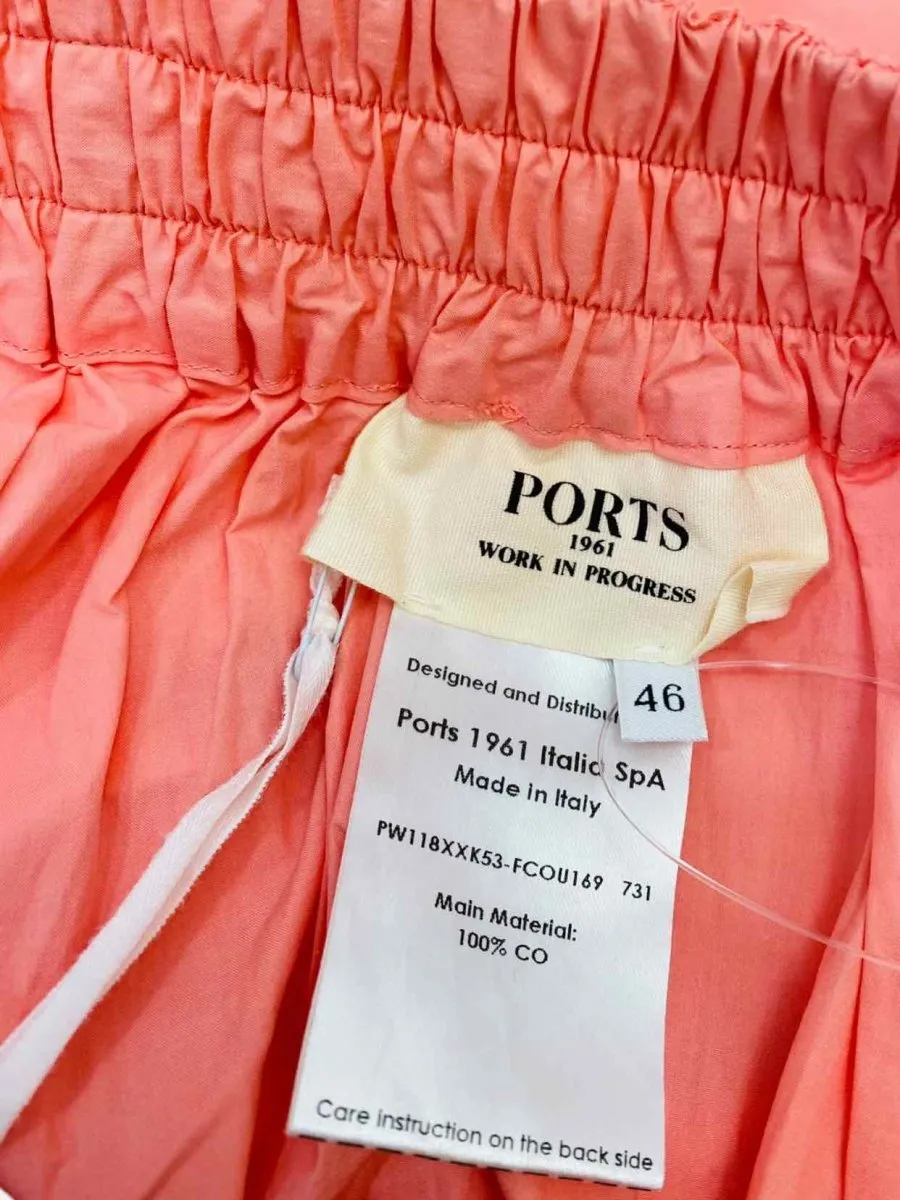 PORTS
1961
WORK IN PROGRESS
46
Designed and
Ports 1961 Italia SpA
Made in Italy
PW118XXK53-FCOU169 731
Main Material:
100% CO
Care instruction on the back side